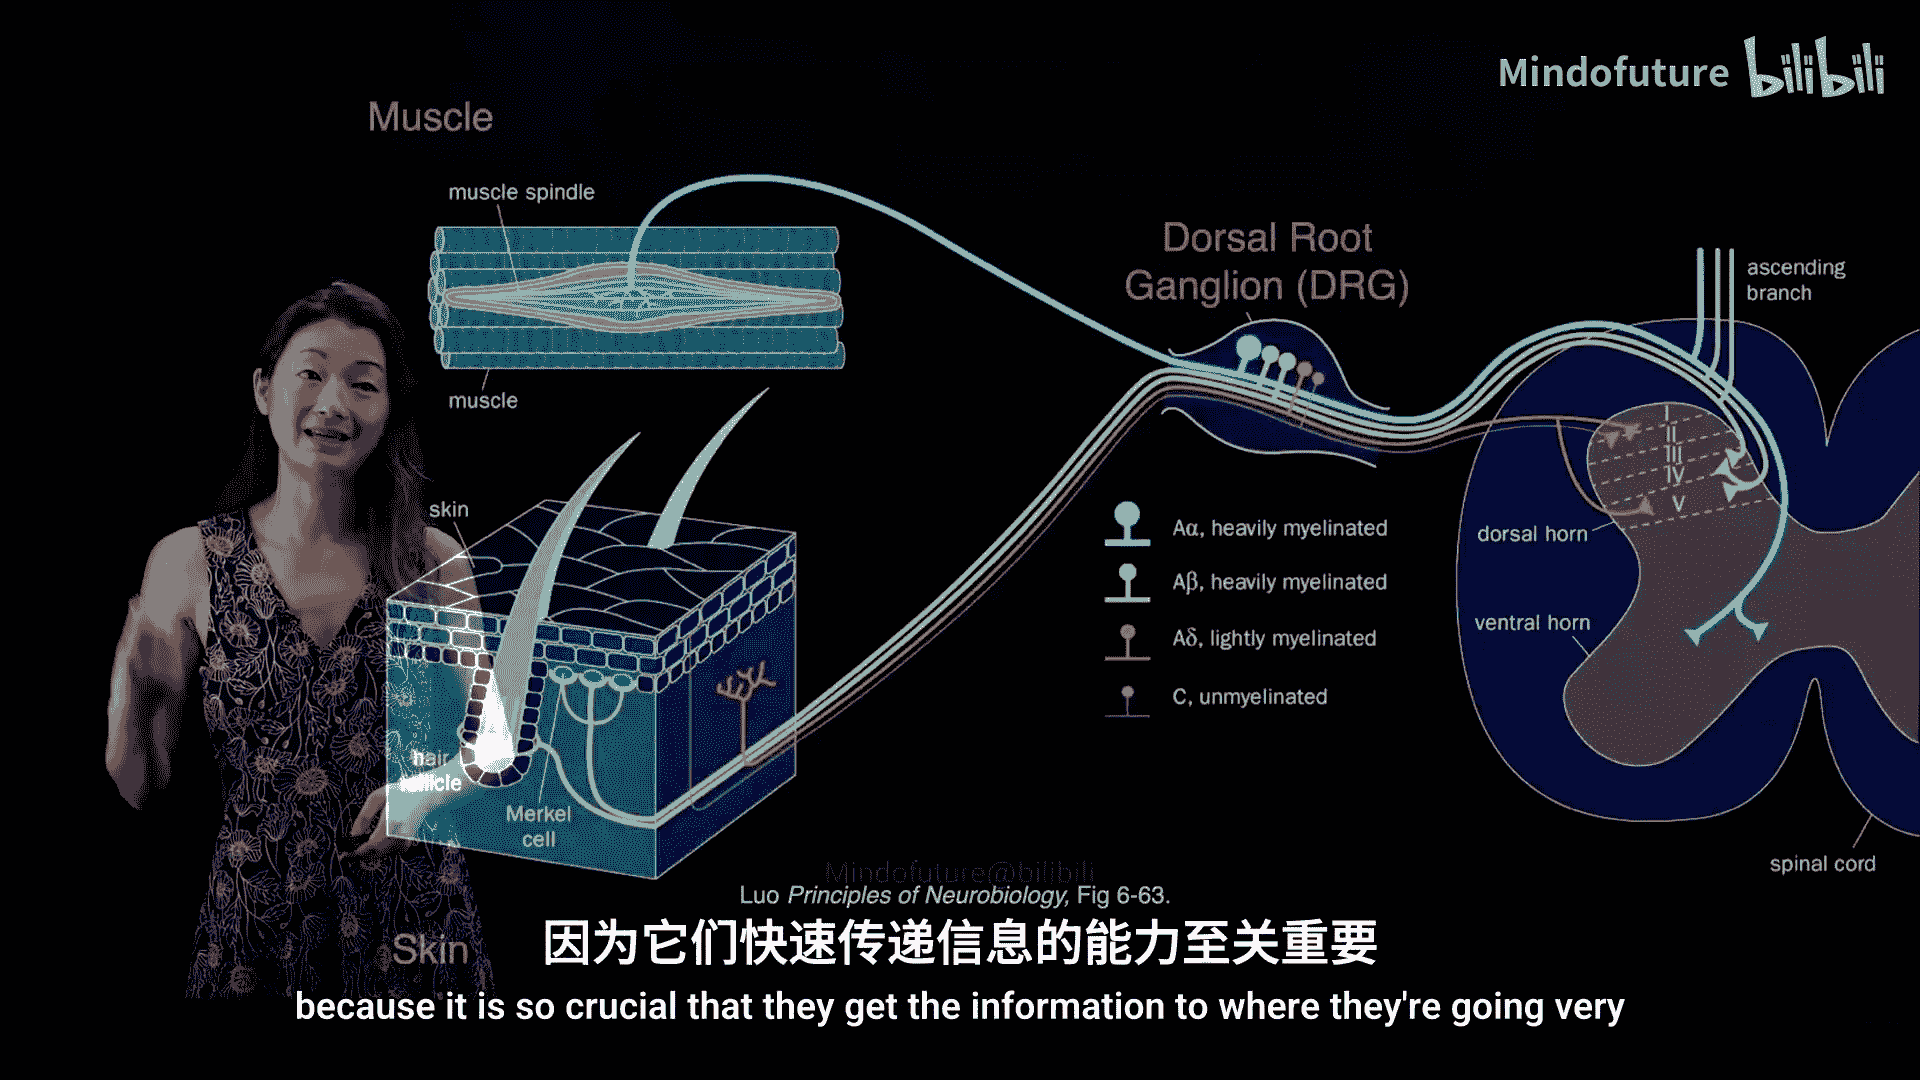 Mindofuture bilibili
Muscle
muscle spindle
muscle
Dorsal Root
Ganglion (DRG)
ascending
branch
I
II
III
IV
V
skin
dorsal horn
ventral horn
Aα, heavily myelinated
Aβ, heavily myelinated
Aδ, lightly myelinated
C, unmyelinated
hair
follicle
Merkel
cell
spinal cord
Mindofuture@bilibili
Luo Principles of Neurobiology, Fig 6-63.
Skin
因为它们快速传递信息的能力至关重要
because it is so crucial that they get the information to where they're going very